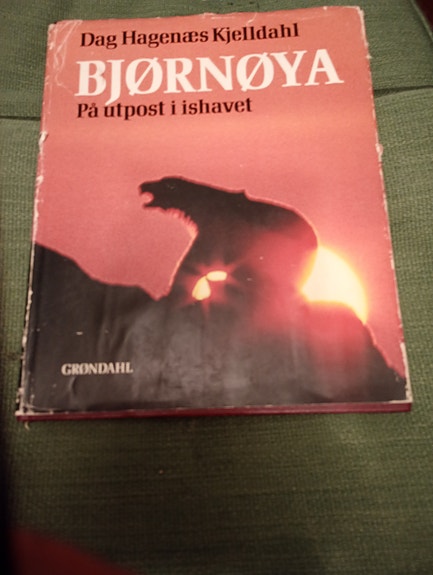 Dag Hagenæs Kjelldahl
BJØRNØYA
På utpost i ishavet
GRØNDAHL